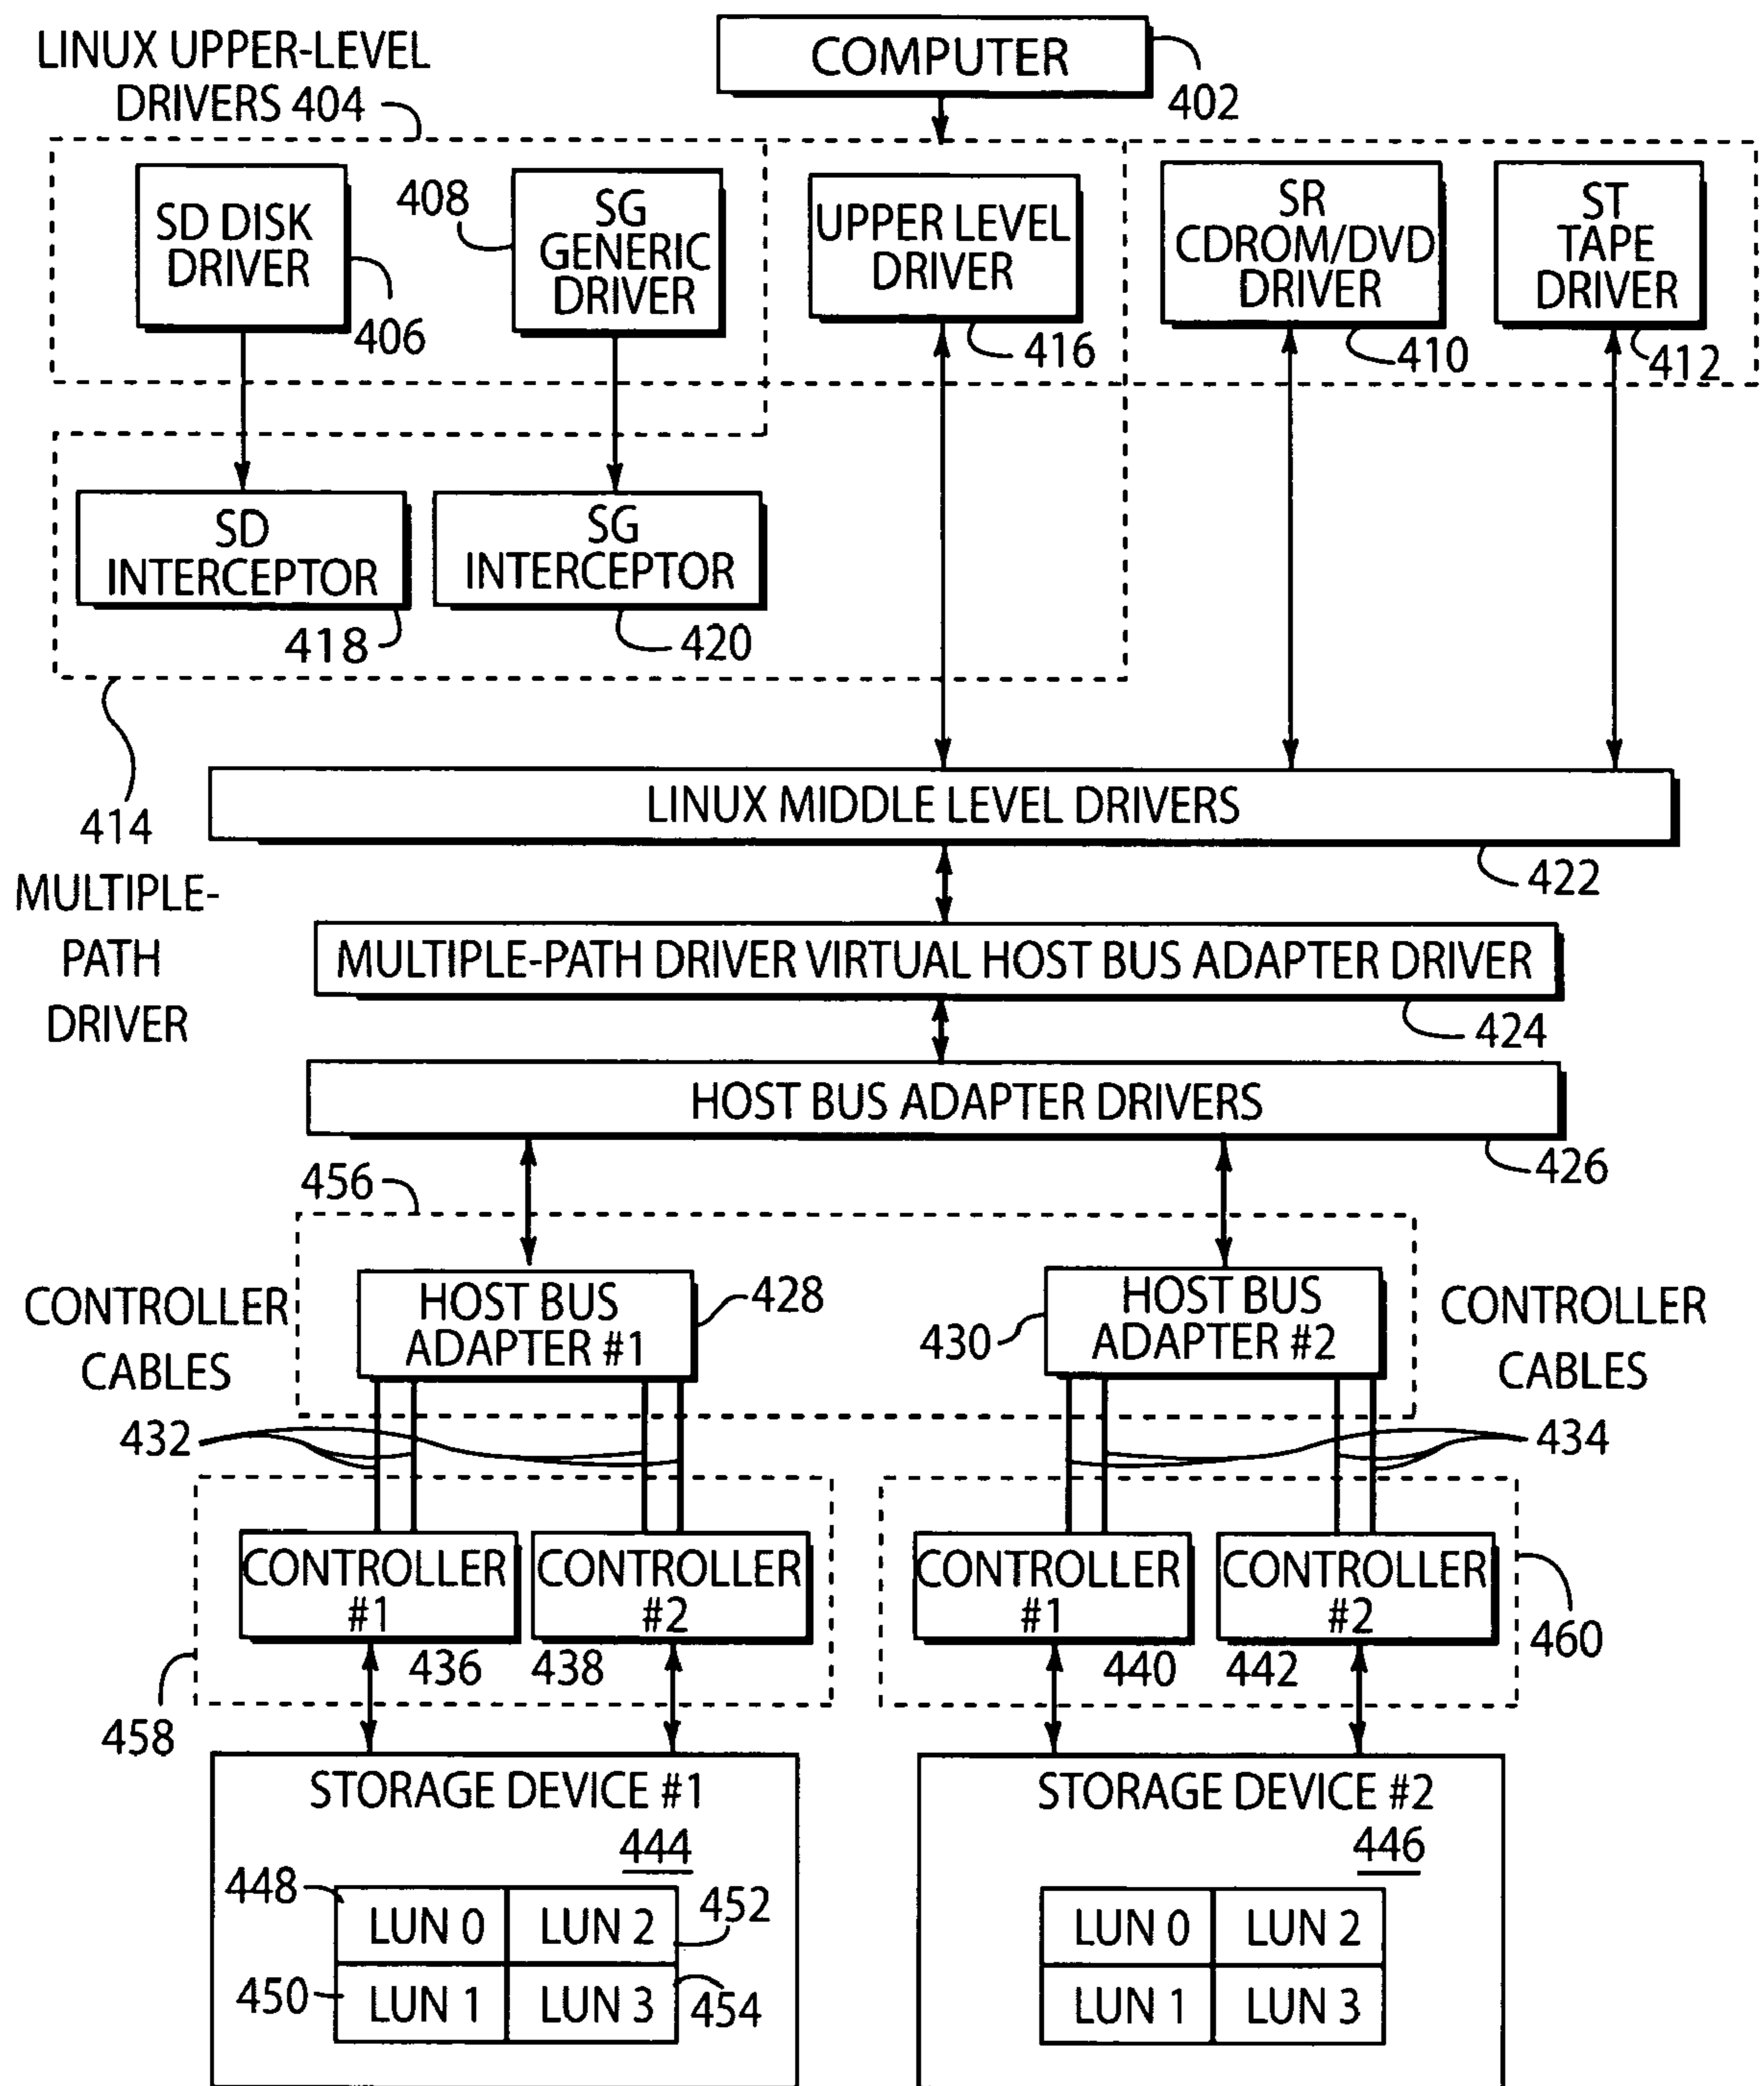 LINUX UPPER-LEVEL
DRIVERS 404
COMPUTER
402
SD DISK
DRIVER
406
408
SG
GENERIC
DRIVER
UPPER LEVEL
DRIVER
416
SR
CDROM/DVD
DRIVER
410
ST
TAPE
DRIVER
412
SD
INTERCEPTOR
418
SG
INTERCEPTOR
420
414
MULTIPLE-
PATH
DRIVER
LINUX MIDDLE LEVEL DRIVERS
422
MULTIPLE-PATH DRIVER VIRTUAL HOST BUS ADAPTER DRIVER
424
HOST BUS ADAPTER DRIVERS
426
456
CONTROLLER
CABLES
HOST BUS
ADAPTER #1
428
430
HOST BUS
ADAPTER #2
CONTROLLER
CABLES
432
434
CONTROLLER
#1
436
CONTROLLER
#2
438
CONTROLLER
#1
440
CONTROLLER
#2
442
458
460
STORAGE DEVICE #1
444
448
LUN 0
LUN 2
452
450
LUN 1
LUN 3
454
STORAGE DEVICE #2
446
LUN 0
LUN 2
LUN 1
LUN 3